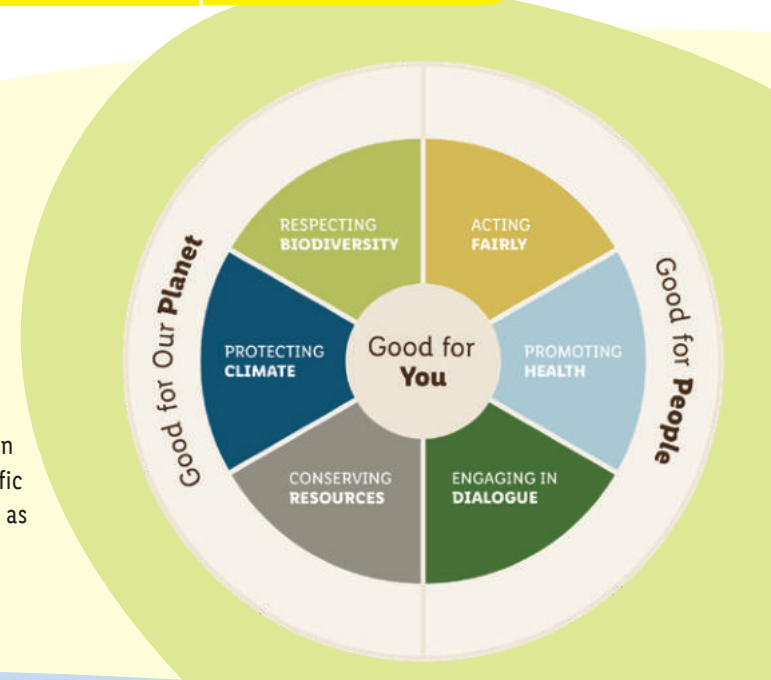 Good for Our Planet
RESPECTING
BIODIVERSITY
PROTECTING
CLIMATE
CONSERVING
RESOURCES
Good for
You
ACTING
FAIRLY
PROMOTING
HEALTH
ENGAGING IN
DIALOGUE
Good for People
as